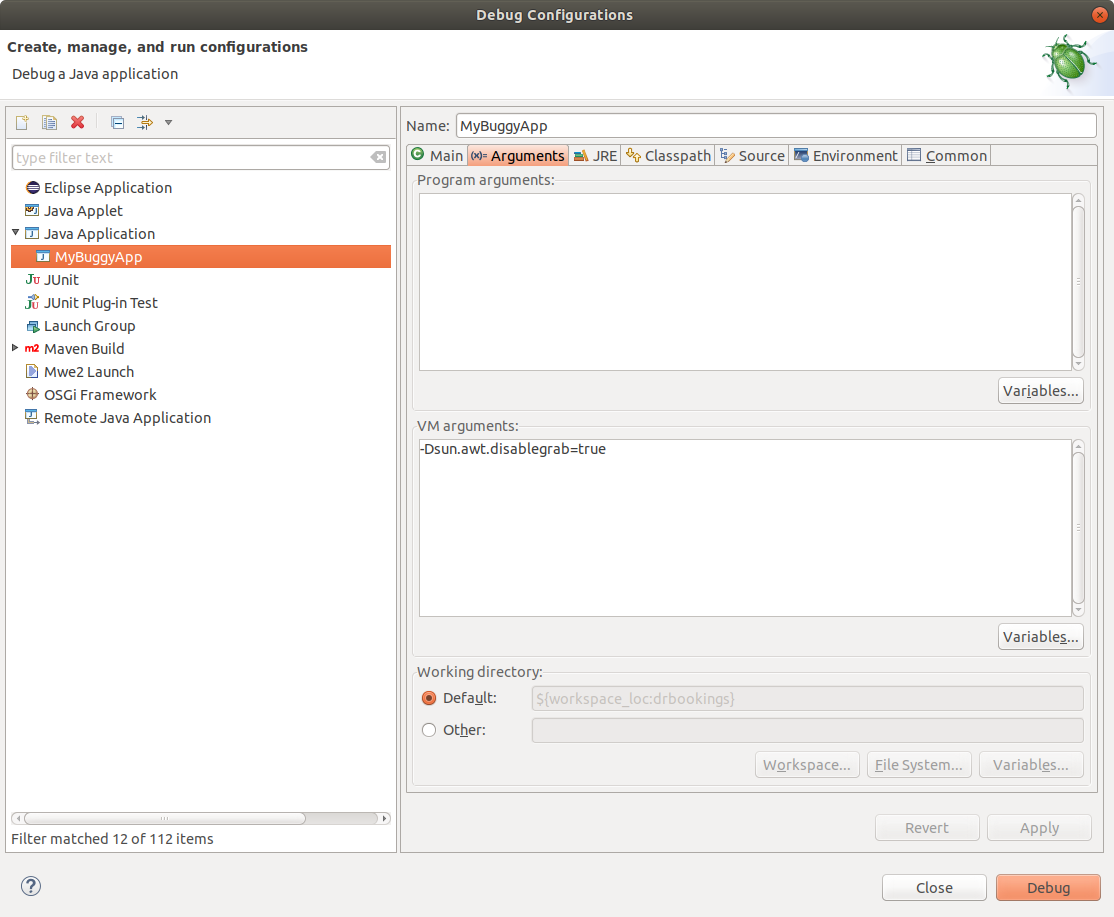 Debug Configurations
Create, manage, and run configurations
Debug a Java application
type filter text
Eclipse Application
Java Applet
Java Application
MyBuggyApp
JUnit
JUnit Plug-in Test
Launch Group
m2 Maven Build
Mwe2 Launch
OSGi Framework
Remote Java Application
Filter matched 12 of 112 items
Name: MyBuggyApp
Main (x)= Arguments JRE Classpath Source Environment Common
Program arguments:
Variables...
VM arguments:
-Dsun.awt.disablegrab=true
Variables...
Working directory:
Default: ${workspace_loc:drbookings}
Other:
Workspace... File System... Variables...
Revert Apply
? Close Debug